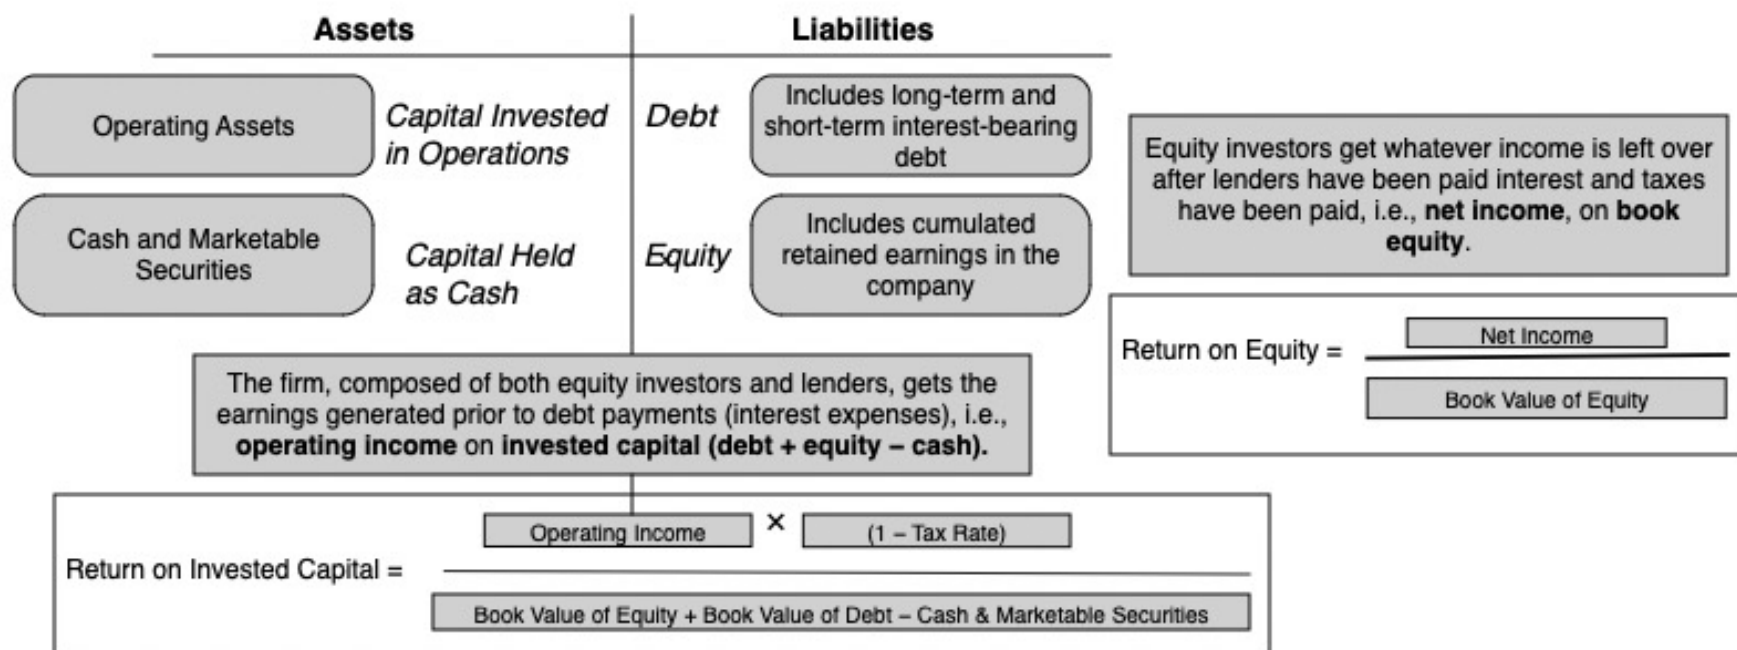 Assets
Liabilities
Operating Assets
Capital Invested
in Operations
Debt
Includes long-term and
short-term interest-bearing
debt
Cash and Marketable
Securities
Capital Held
as Cash
Equity
Includes cumulated
retained earnings in the
company
Equity investors get whatever income is left over
after lenders have been paid interest and taxes
have been paid, i.e., net income, on book
equity.
Return on Equity =
Net Income
Book Value of Equity
The firm, composed of both equity investors and lenders, gets the
earnings generated prior to debt payments (interest expenses), i.e.,
operating income on invested capital (debt + equity – cash).
Return on Invested Capital =
Operating Income × (1 – Tax Rate)
Book Value of Equity + Book Value of Debt – Cash & Marketable Securities